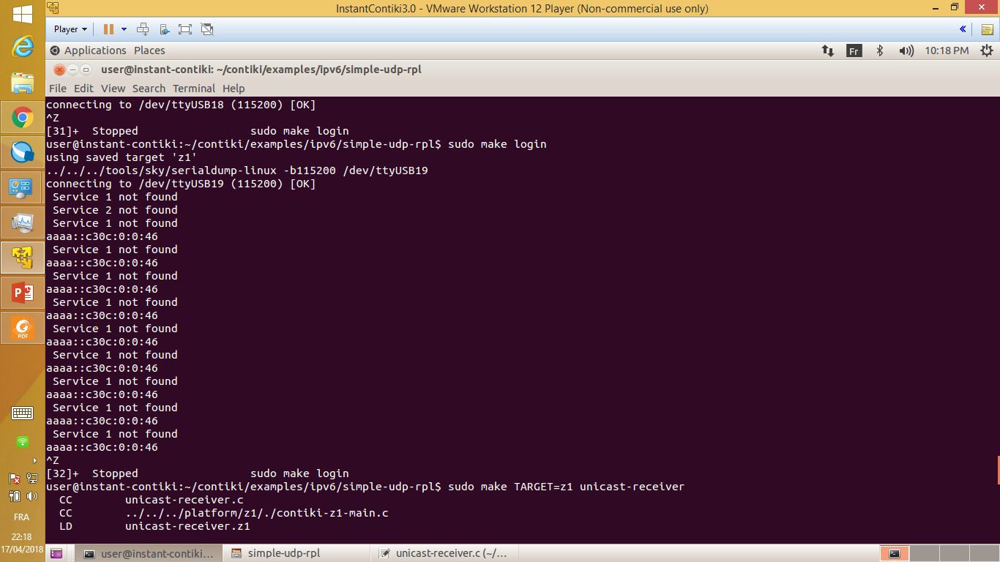 InstantContiki3.0 - VMware Workstation 12 Player (Non-commercial use only)
Player
Applications Places Fr 10:18 PM
user@instant-contiki: ~/contiki/examples/ipv6/simple-udp-rpl
File Edit View Search Terminal Help
connecting to /dev/ttyUSB18 (115200) [OK]
^Z
[31]+  Stopped                 sudo make login
user@instant-contiki:~/contiki/examples/ipv6/simple-udp-rpl$ sudo make login
using saved target 'z1'
../../../tools/sky/serialdump-linux -b115200 /dev/ttyUSB19
connecting to /dev/ttyUSB19 (115200) [OK]
 Service 1 not found
 Service 2 not found
 Service 1 not found
aaaa::c30c:0:0:46
 Service 1 not found
aaaa::c30c:0:0:46
 Service 1 not found
aaaa::c30c:0:0:46
 Service 1 not found
aaaa::c30c:0:0:46
 Service 1 not found
aaaa::c30c:0:0:46
 Service 1 not found
aaaa::c30c:0:0:46
 Service 1 not found
aaaa::c30c:0:0:46
 Service 1 not found
aaaa::c30c:0:0:46
 Service 1 not found
aaaa::c30c:0:0:46
^Z
[32]+  Stopped                 sudo make login
user@instant-contiki:~/contiki/examples/ipv6/simple-udp-rpl$ sudo make TARGET=z1 unicast-receiver
  CC        unicast-receiver.c
  CC        ../../../platform/z1/./contiki-z1-main.c
  LD        unicast-receiver.z1
user@instant-contiki... simple-udp-rpl unicast-receiver.c (~/...
P
PDF
FRA
22:18
17/04/2018